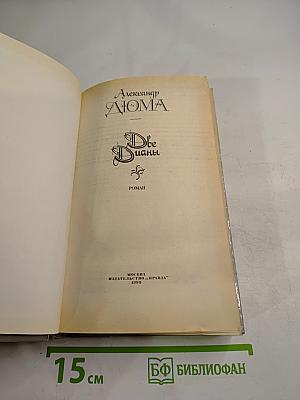 Александр
ДЮМА
Две
Дианы
РОМАН
МОСКВА
ИЗДАТЕЛЬСТВО „ПРАВДА"
15 см
БФ БИБЛИОФАН